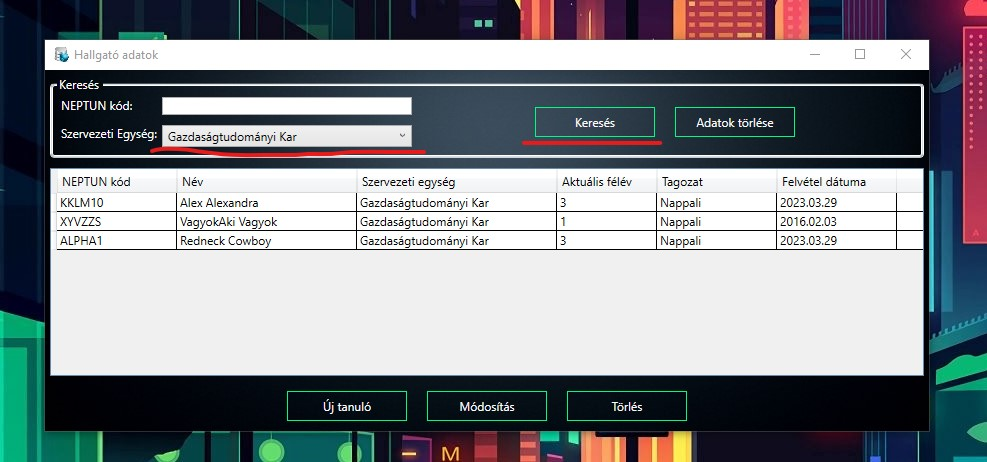 Hallgató adatok
Keresés
NEPTUN kód:
Szervezeti Egység: Gazdaságtudományi Kar
Keresés Adatok törlése
NEPTUN kód Név Szervezeti egység Aktuális félév Tagozat Felvétel dátuma
KKLM10 Alex Alexandra Gazdaságtudományi Kar 3 Nappali 2023.03.29
XYVZZS VagyokAki Vagyok Gazdaságtudományi Kar 1 Nappali 2016.02.03
ALPHA1 Redneck Cowboy Gazdaságtudományi Kar 3 Nappali 2023.03.29
Új tanuló Módosítás Törlés
M
A